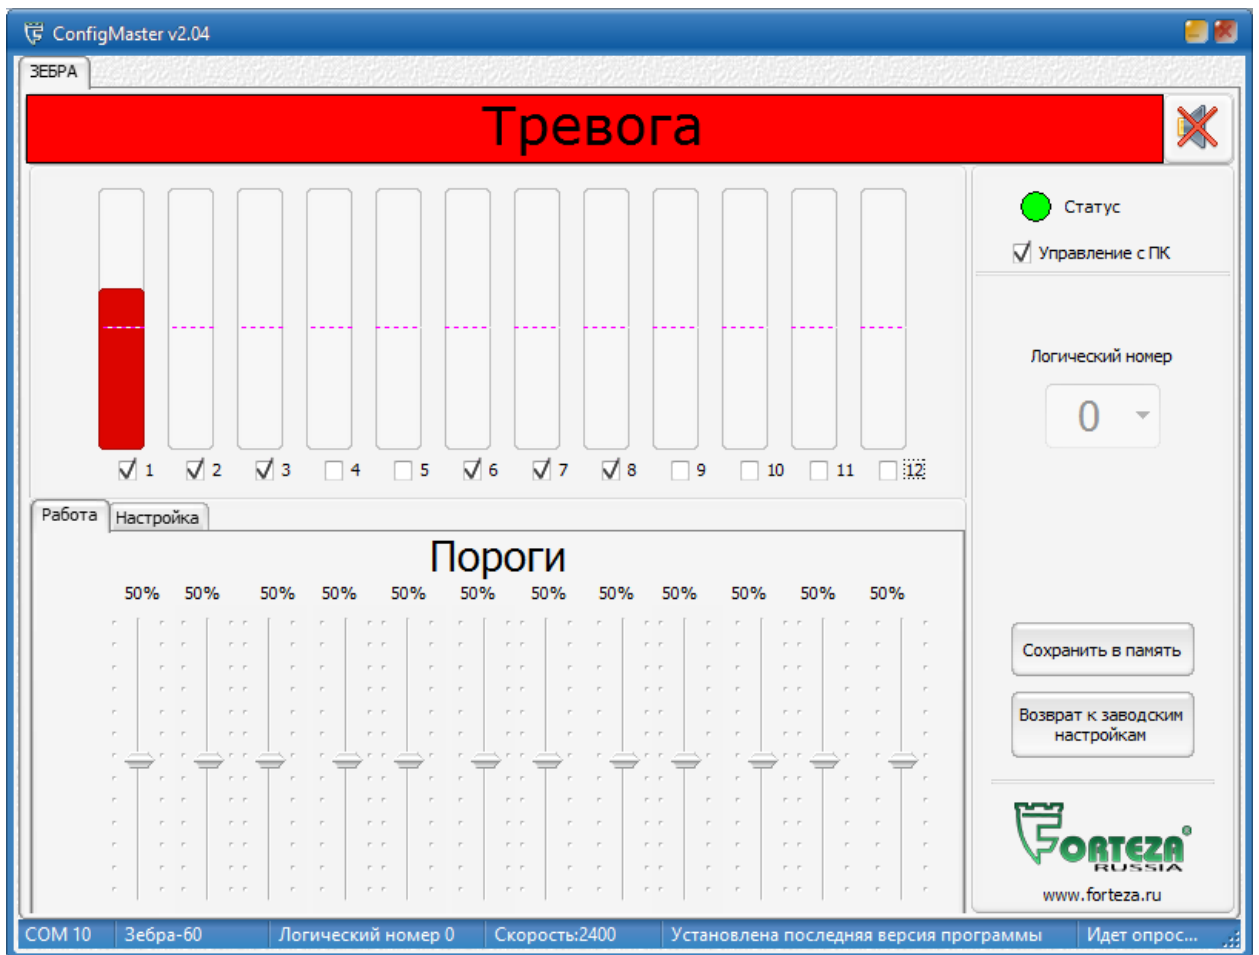 ConfigMaster v2.04
ЗЕБРА
Тревога
Статус
Управление с ПК
Логический номер
0
1 2 3 4 5 6 7 8 9 10 11 12
Работа Настройка
Пороги
50% 50% 50% 50% 50% 50% 50% 50% 50% 50% 50% 50%
Сохранить в память
Возврат к заводским
настройкам
FORTEZA®
RUSSIA
www.forteza.ru
COM 10 Зебра-60 Логический номер 0 Скорость:2400 Установлена последняя версия программы Идет опрос...